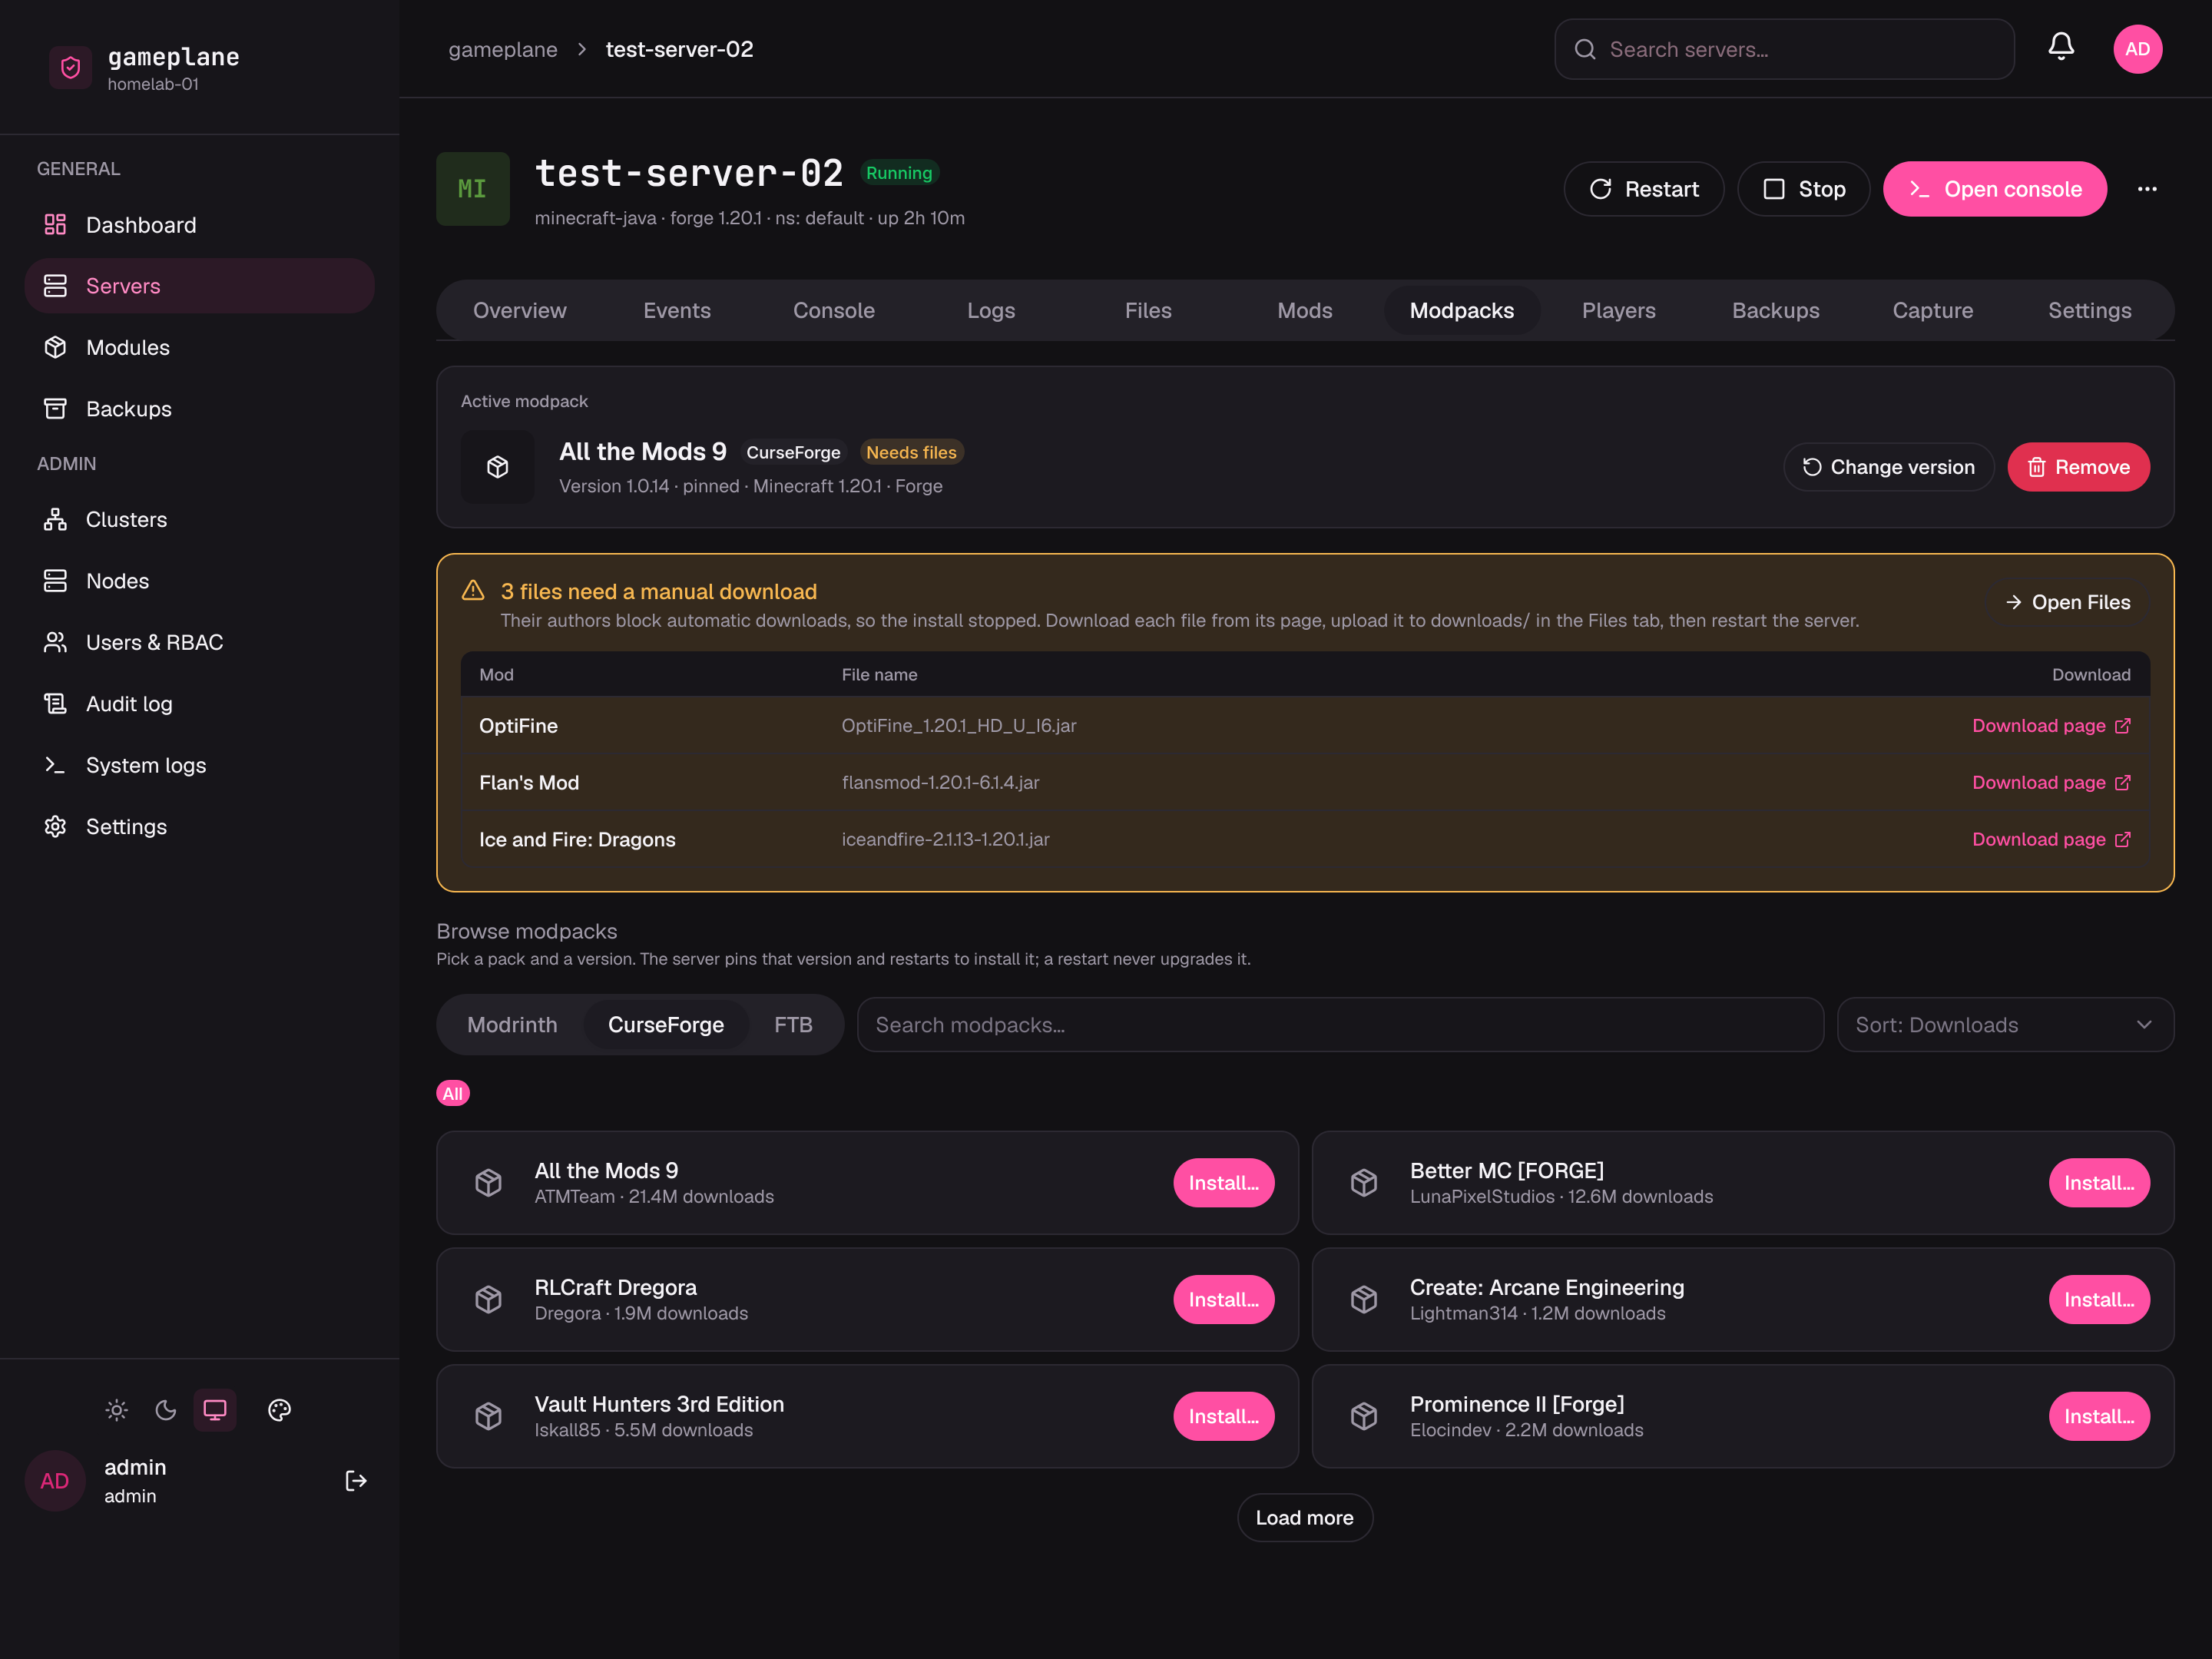 gameplane
homelab-01
gameplane > test-server-02
Search servers...
AD
GENERAL
Dashboard
Servers
Modules
Backups
ADMIN
Clusters
Nodes
Users & RBAC
Audit log
System logs
Settings
AD
admin
admin
MI
test-server-02 Running
minecraft-java · forge 1.20.1 · ns: default · up 2h 10m
Restart
Stop
Open console
Overview Events Console Logs Files Mods Modpacks Players Backups Capture Settings
Active modpack
All the Mods 9 CurseForge Needs files
Version 1.0.14 · pinned · Minecraft 1.20.1 · Forge
Change version
Remove
3 files need a manual download
Their authors block automatic downloads, so the install stopped. Download each file from its page, upload it to downloads/ in the Files tab, then restart the server.
Open Files
Mod File name Download
OptiFine OptiFine_1.20.1_HD_U_I6.jar Download page
Flan's Mod flansmod-1.20.1-6.1.4.jar Download page
Ice and Fire: Dragons iceandfire-2.1.13-1.20.1.jar Download page
Browse modpacks
Pick a pack and a version. The server pins that version and restarts to install it; a restart never upgrades it.
Modrinth CurseForge FTB
Search modpacks...
Sort: Downloads
All
All the Mods 9
ATMTeam · 21.4M downloads
Install...
Better MC [FORGE]
LunaPixelStudios · 12.6M downloads
Install...
RLCraft Dregora
Dregora · 1.9M downloads
Install...
Create: Arcane Engineering
Lightman314 · 1.2M downloads
Install...
Vault Hunters 3rd Edition
Iskall85 · 5.5M downloads
Install...
Prominence II [Forge]
Elocindev · 2.2M downloads
Install...
Load more